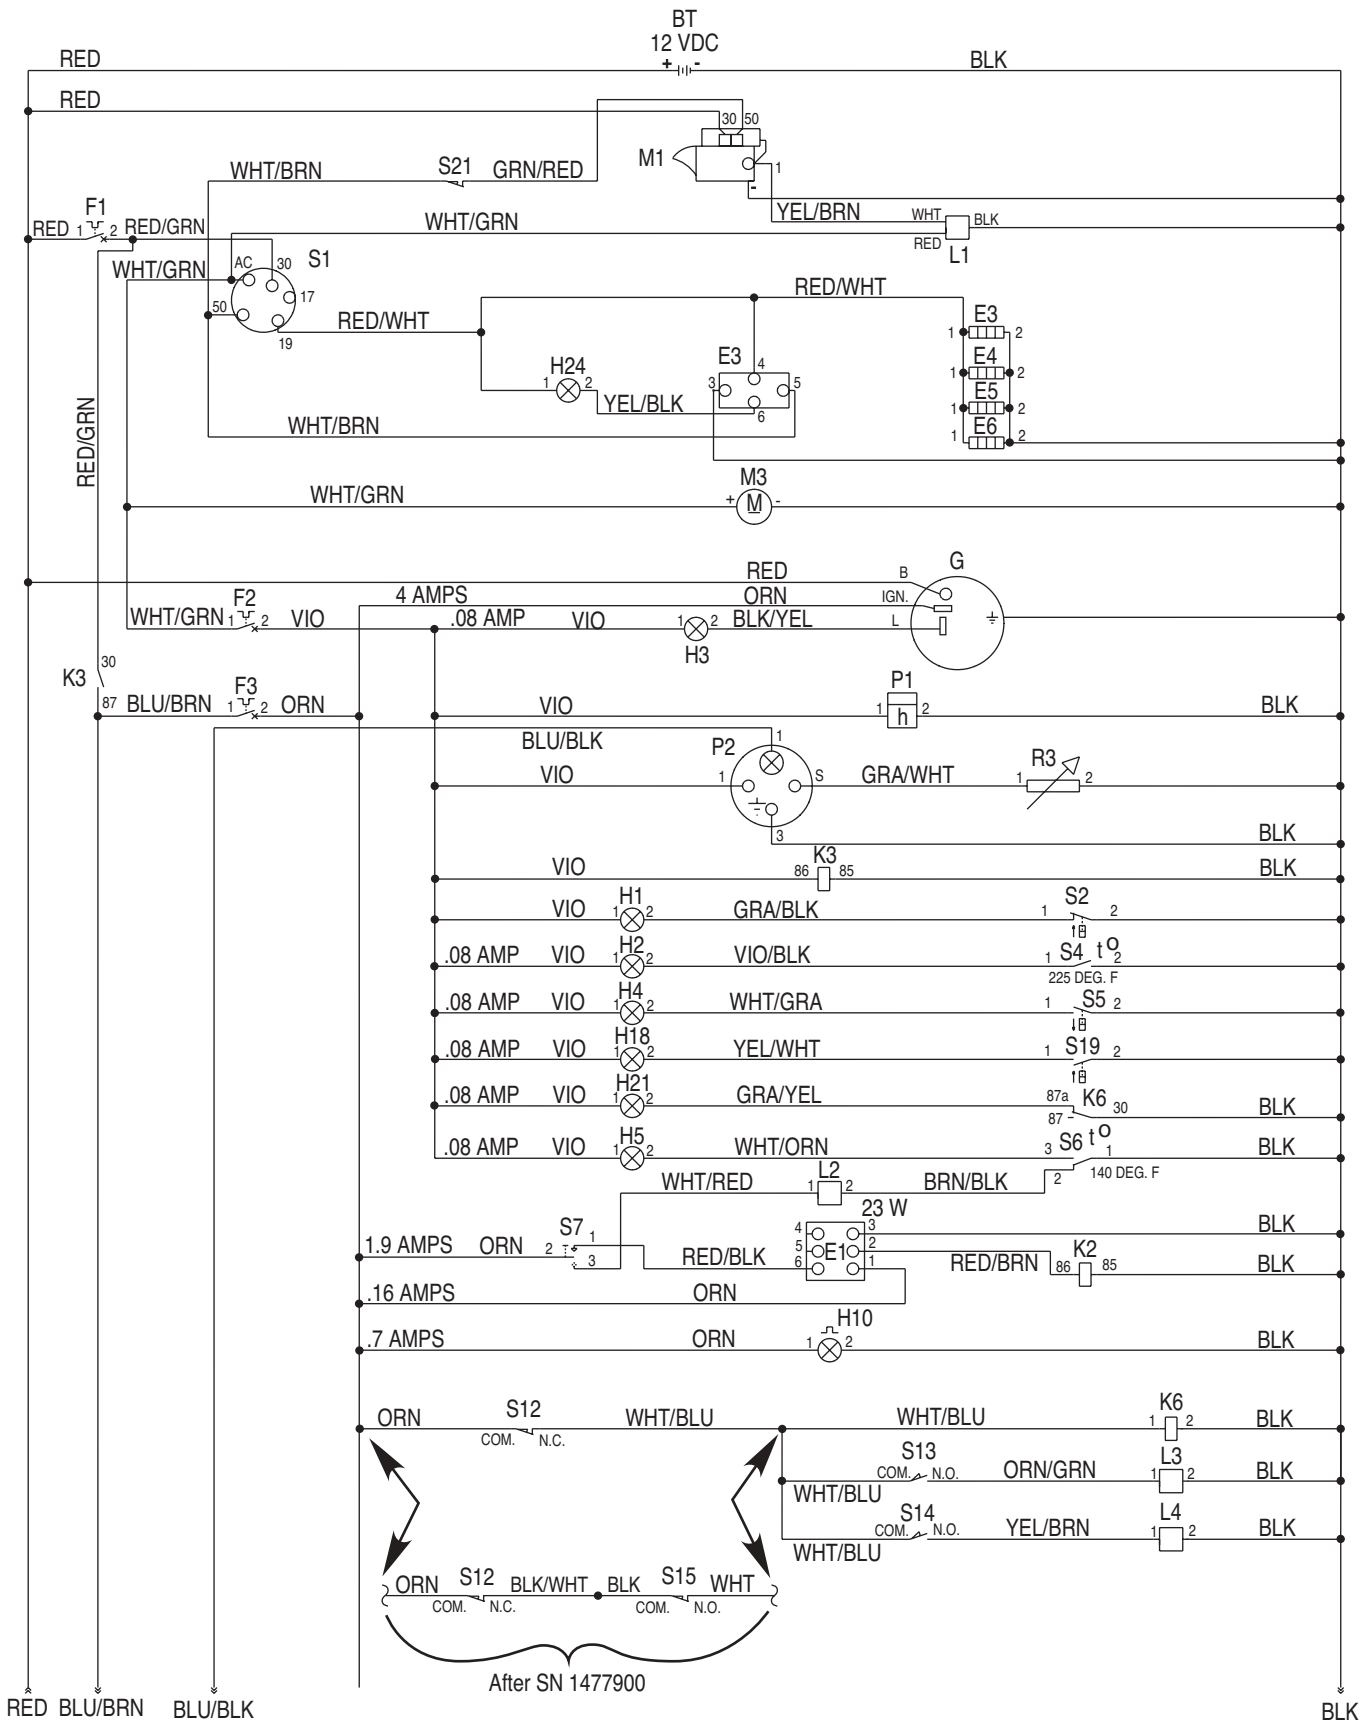 BT
12 VDC
+ -
RED BLK
RED
30 50
M1 1
-
WHT/BRN S21 GRN/RED
F1
YEL/BRN WHT BLK
RED 1 2 RED/GRN WHT/GRN
RED L1
AC 30 S1
WHT/GRN
17
RED/WHT
50
RED/WHT
19
E3
1 2
E3 4
H24
1 2
E4
1 2
3 5
E5
1 2
YEL/BLK
6
WHT/BRN
E6
1 2
RED/GRN
M3
WHT/GRN + M -
G
RED B
4 AMPS ORN IGN.
F2
WHT/GRN 1 2 VIO .08 AMP VIO 1 2 BLK/YEL L
H3
30
K3
87 BLU/BRN 1 F3 2 ORN
P1
VIO 1 h 2 BLK
BLU/BLK
1
P2
VIO 1 S GRA/WHT 1 R3 2
3 BLK
K3
VIO 86 85 BLK
H1
VIO 1 2 GRA/BLK 1 S2 2
H2
.08 AMP VIO 1 2 VIO/BLK 1 S4 t° 2
225 DEG. F
H4
.08 AMP VIO 1 2 WHT/GRA 1 S5 2
H18
.08 AMP VIO 1 2 YEL/WHT 1 S19 2
H21
.08 AMP VIO 1 2 GRA/YEL 87a K6 30 BLK
87
H5
.08 AMP VIO 1 2 WHT/ORN 3 S6 t° 1 BLK
2 140 DEG. F
WHT/RED 1 L2 2 BRN/BLK
23 W
4 3 BLK
S7
1.9 AMPS ORN 2 1
3
RED/BLK 5 E1 2
RED/BRN 86 K2 85 BLK
6 1
.16 AMPS ORN
H10
.7 AMPS ORN 1 2 BLK
ORN S12 WHT/BLU WHT/BLU 1 K6 2 BLK
COM. N.C.
S13
COM. N.O. ORN/GRN 1 L3 2 BLK
WHT/BLU
S14
COM. N.O. YEL/BRN 1 L4 2 BLK
WHT/BLU
ORN S12 BLK/WHT BLK S15 WHT
COM. N.C. COM. N.O.
After SN 1477900
RED BLU/BRN BLU/BLK BLK